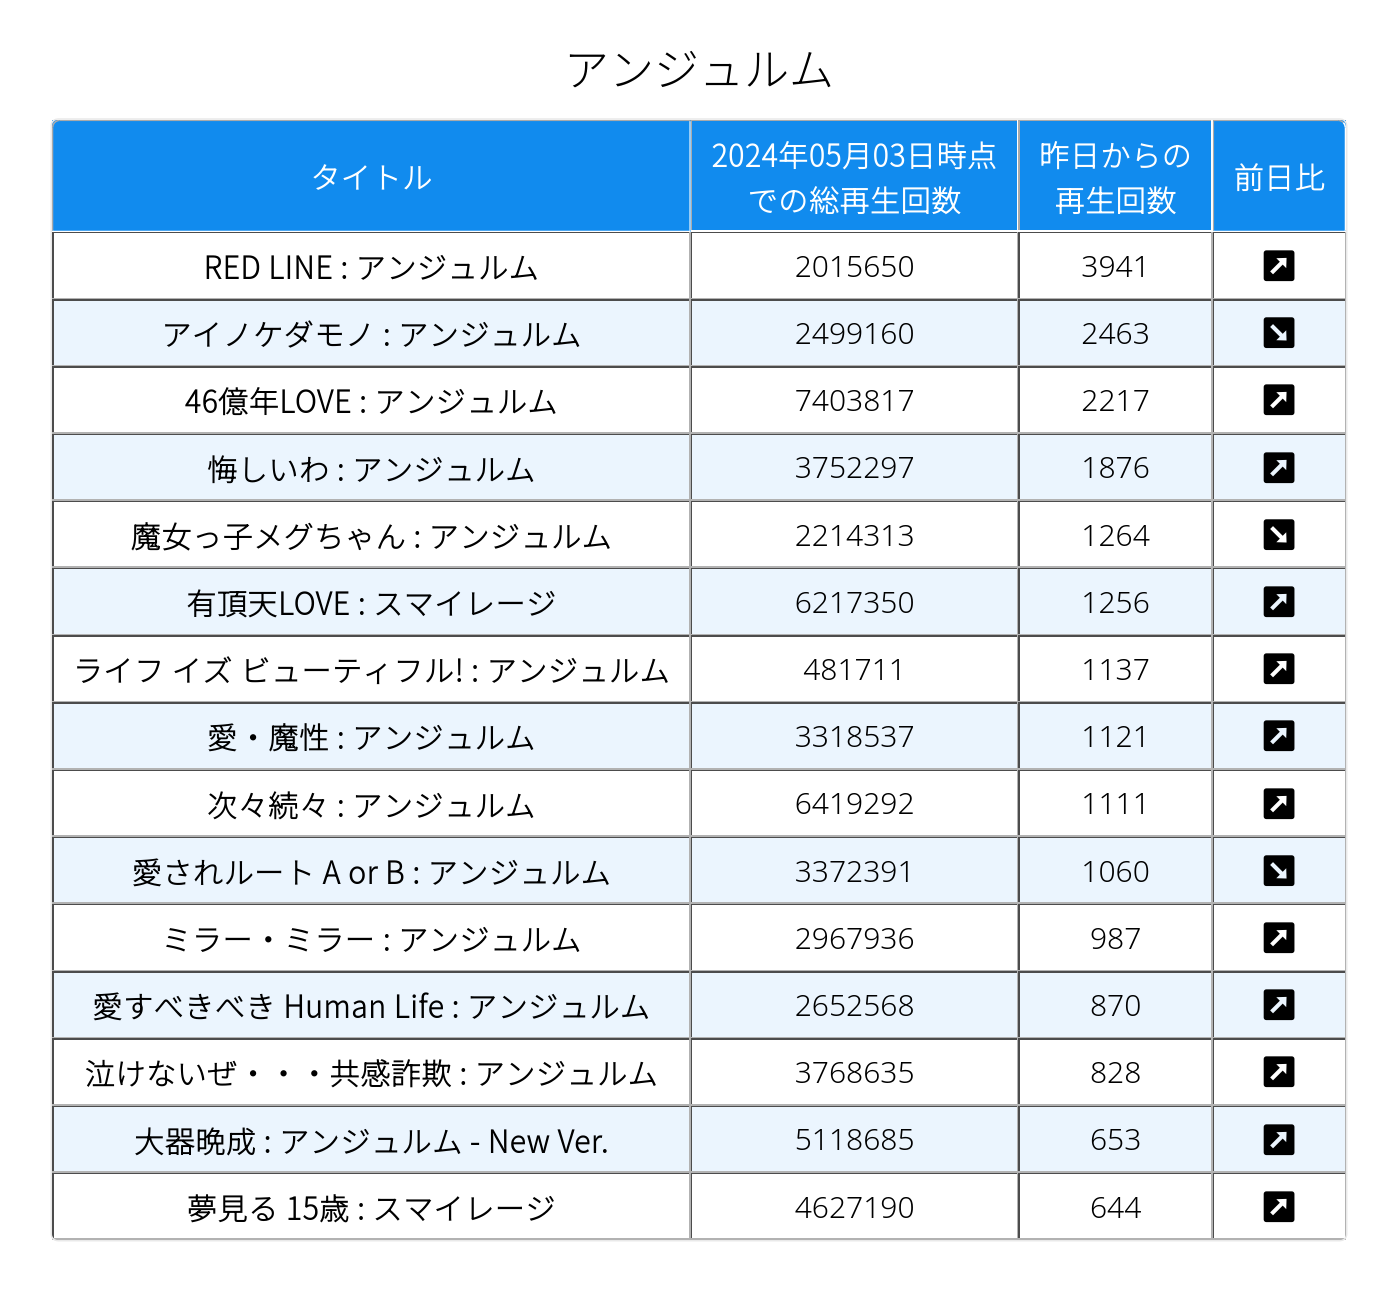 アンジュルム
タイトル 2024年05月03日時点での総再生回数 昨日からの再生回数 前日比
RED LINE : アンジュルム 2015650 3941 ↗
アイノケダモノ : アンジュルム 2499160 2463 ↘
46億年LOVE : アンジュルム 7403817 2217 ↗
悔しいわ : アンジュルム 3752297 1876 ↗
魔女っ子メグちゃん : アンジュルム 2214313 1264 ↘
有頂天LOVE : スマイレージ 6217350 1256 ↗
ライフ イズ ビューティフル! : アンジュルム 481711 1137 ↗
愛・魔性 : アンジュルム 3318537 1121 ↗
次々続々 : アンジュルム 6419292 1111 ↗
愛されルート A or B : アンジュルム 3372391 1060 ↘
ミラー・ミラー : アンジュルム 2967936 987 ↗
愛すべきべき Human Life : アンジュルム 2652568 870 ↗
泣けないぜ・・・共感詐欺 : アンジュルム 3768635 828 ↗
大器晩成 : アンジュルム - New Ver. 5118685 653 ↗
夢見る 15歳 : スマイレージ 4627190 644 ↗